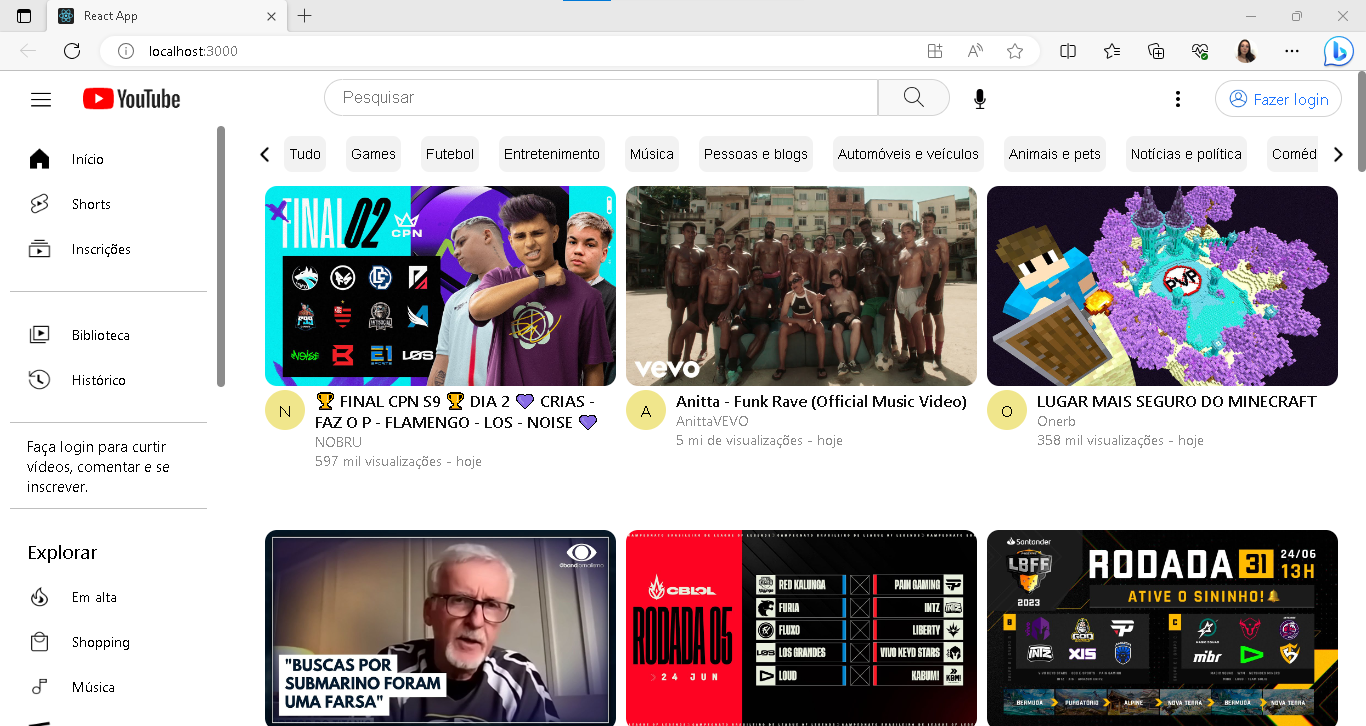 React App
localhost:3000
YouTube
Pesquisar
Fazer login
Início
Shorts
Inscrições
Biblioteca
Histórico
Faça login para curtir
vídeos, comentar e se
inscrever.
Explorar
Em alta
Shopping
Música
Tudo
Games
Futebol
Entretenimento
Música
Pessoas e blogs
Automóveis e veículos
Animais e pets
Notícias e política
Coméd
FINAL 02
CPN
NOISE
E1
LOS
N
🏆 FINAL CPN S9 🏆 DIA 2 💜 CRIAS -
FAZ O P - FLAMENGO - LOS - NOISE 💜
NOBRU
597 mil visualizações - hoje
vevo
A
Anitta - Funk Rave (Official Music Video)
AnittaVEVO
5 mi de visualizações - hoje
PVP
O
LUGAR MAIS SEGURO DO MINECRAFT
Onerb
358 mil visualizações - hoje
@bandjornalismo
"BUSCAS POR
SUBMARINO FORAM
UMA FARSA"
CBLOL
RODADA 05
24 JUN
RED KALUNGA
PAIN GAMING
FURIA
INTZ
FLUXO
LIBERTY
LOS GRANDES
VIVO KEYD STARS
LOUD
KABUM!
Santander
LBFF
2023
RODADA 31
24/06
13H
ATIVE O SININHO!🔔
B
GOD
INTZ
XIS
C
mibr
BERMUDA
PURGATÓRIO
ALPINE
NOVA TERRA
BERMUDA
NOVA TERRA